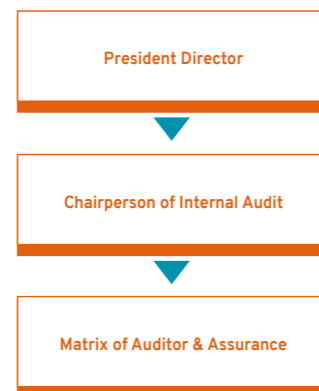 President Director
Chairperson of Internal Audit
Matrix of Auditor & Assurance